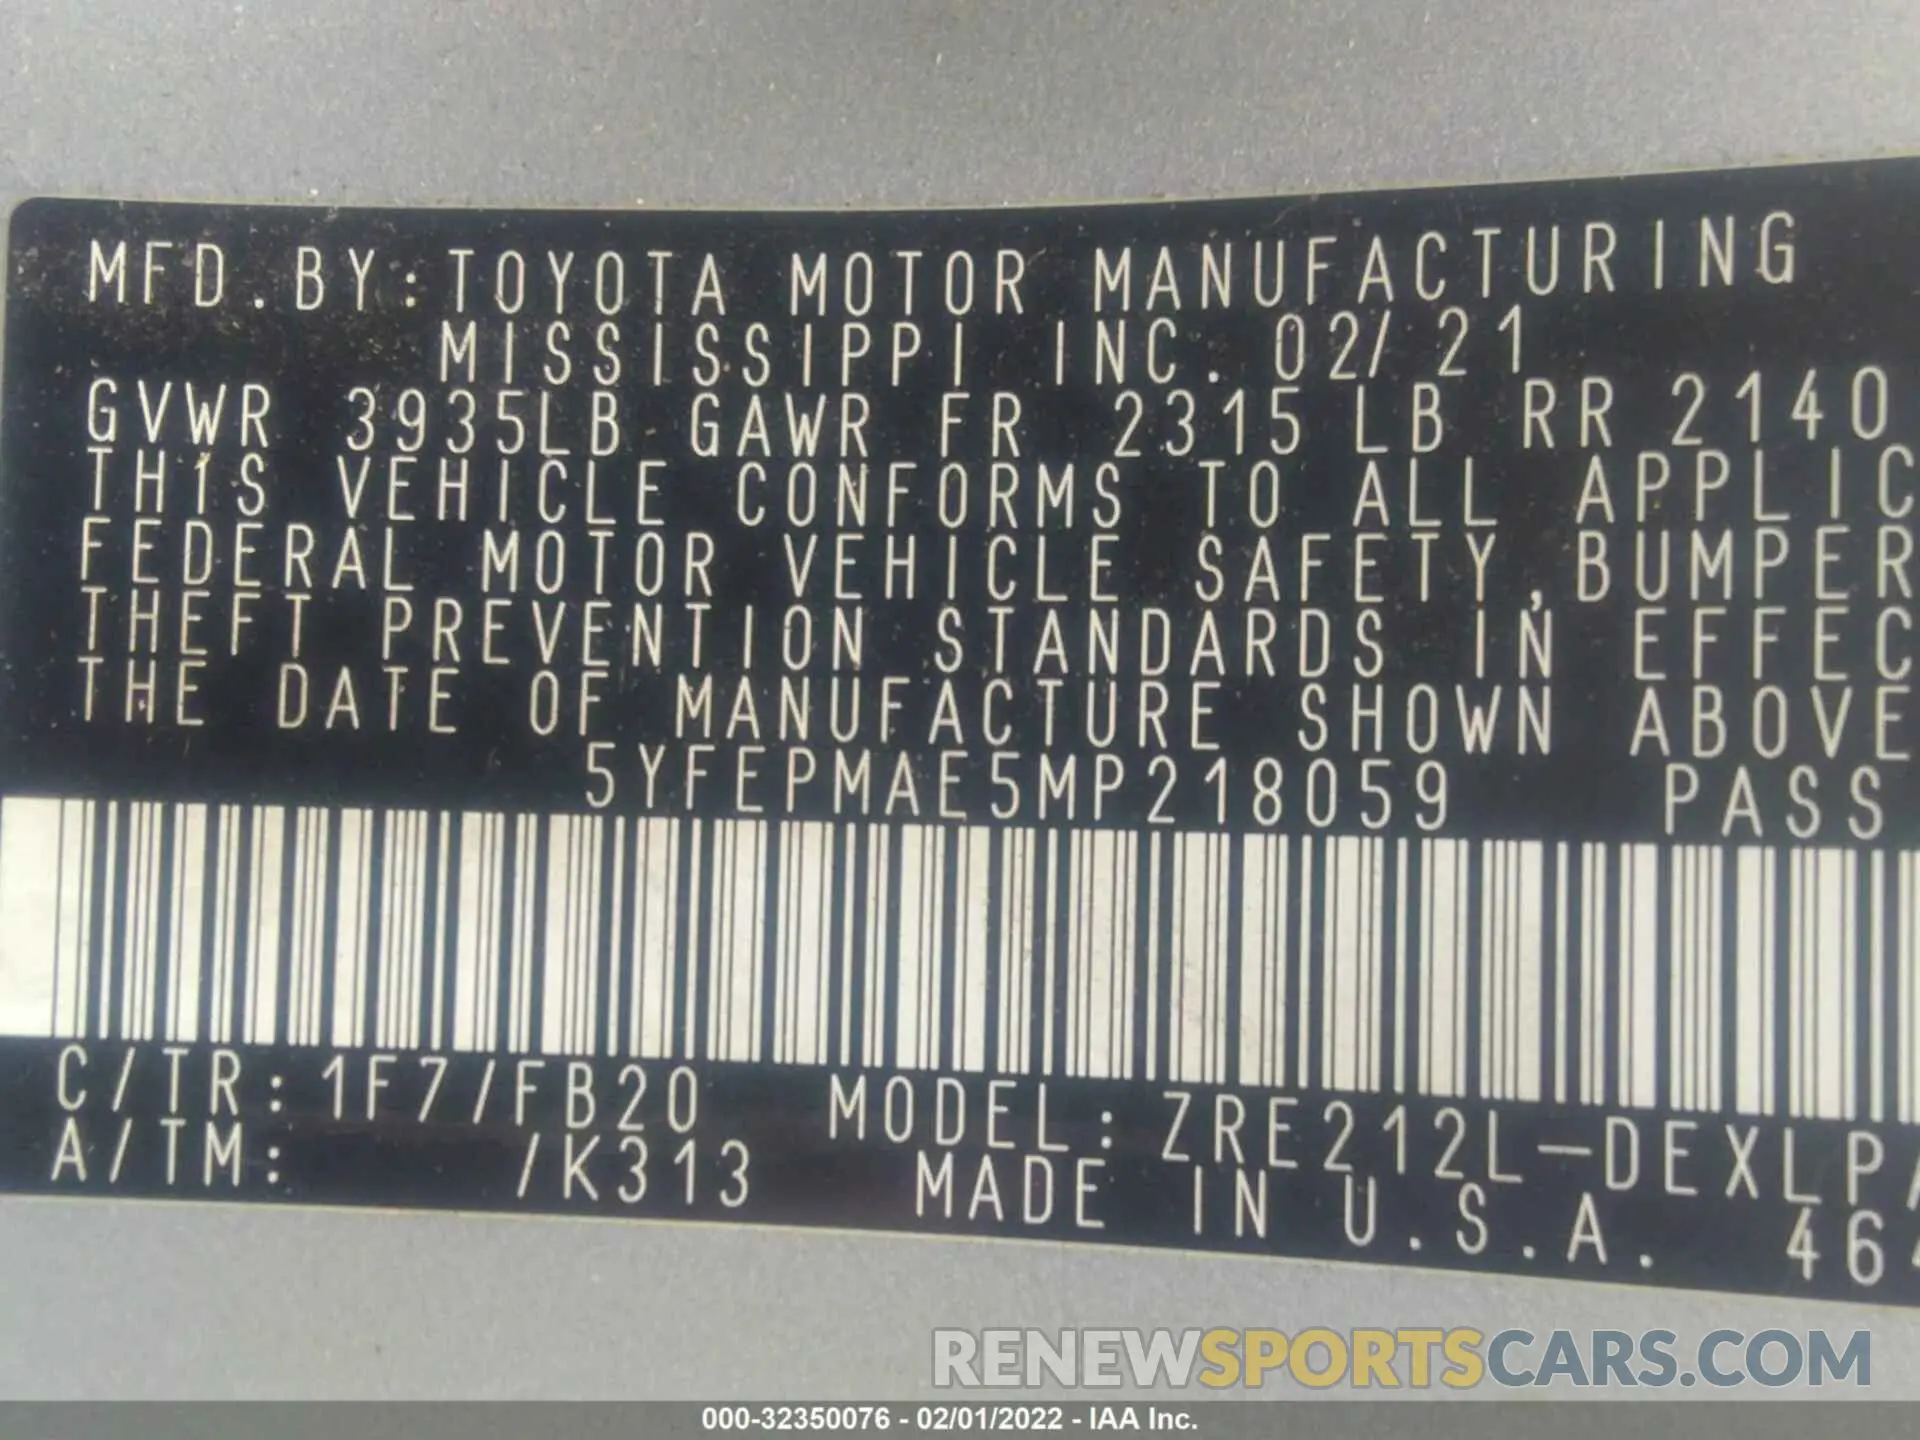 MFD.BY:TOYOTA MOTOR MANUFACTURING
MISSISSIPPI INC. 02/21
GVWR 3935LB GAWR FR 2315LB RR 2140
THIS VEHICLE CONFORMS TO ALL APPLIC
FEDERAL MOTOR VEHICLE SAFETY,BUMPER
THEFT PREVENTION STANDARDS IN EFFEC
THE DATE OF MANUFACTURE SHOWN ABOVE
5YFEPMAE5MP218059 PASS
C/TR:1F7/FB20 MODEL:ZRE212L-DEXLP
A/TM: /K313 MADE IN U.S.A. 46
RENEWSPORTSCARS.COM
000-32350076 - 02/01/2022 - IAA Inc.